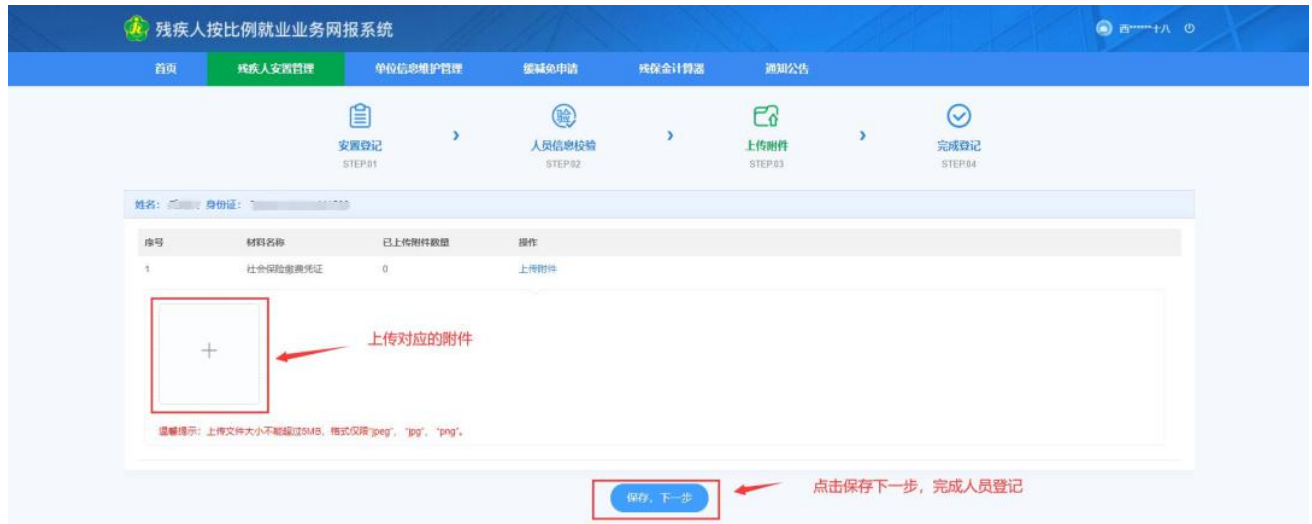 残疾人按比例就业业务网报系统
西******十八
首页 残疾人安置管理 单位信息维护管理 缓减免申请 残保金计算器 通知公告
验
安置登记 人员信息校验 上传附件 完成登记
STEP.01 STEP.02 STEP.03 STEP.04
姓名: 身份证:
序号 材料名称 已上传附件数量 操作
1 社会保险缴费凭证 0 上传附件
上传对应的附件
温馨提示: 上传文件大小不能超过5MB, 格式仅限"jpeg", "jpg", "png"。
点击保存下一步, 完成人员登记
保存, 下一步